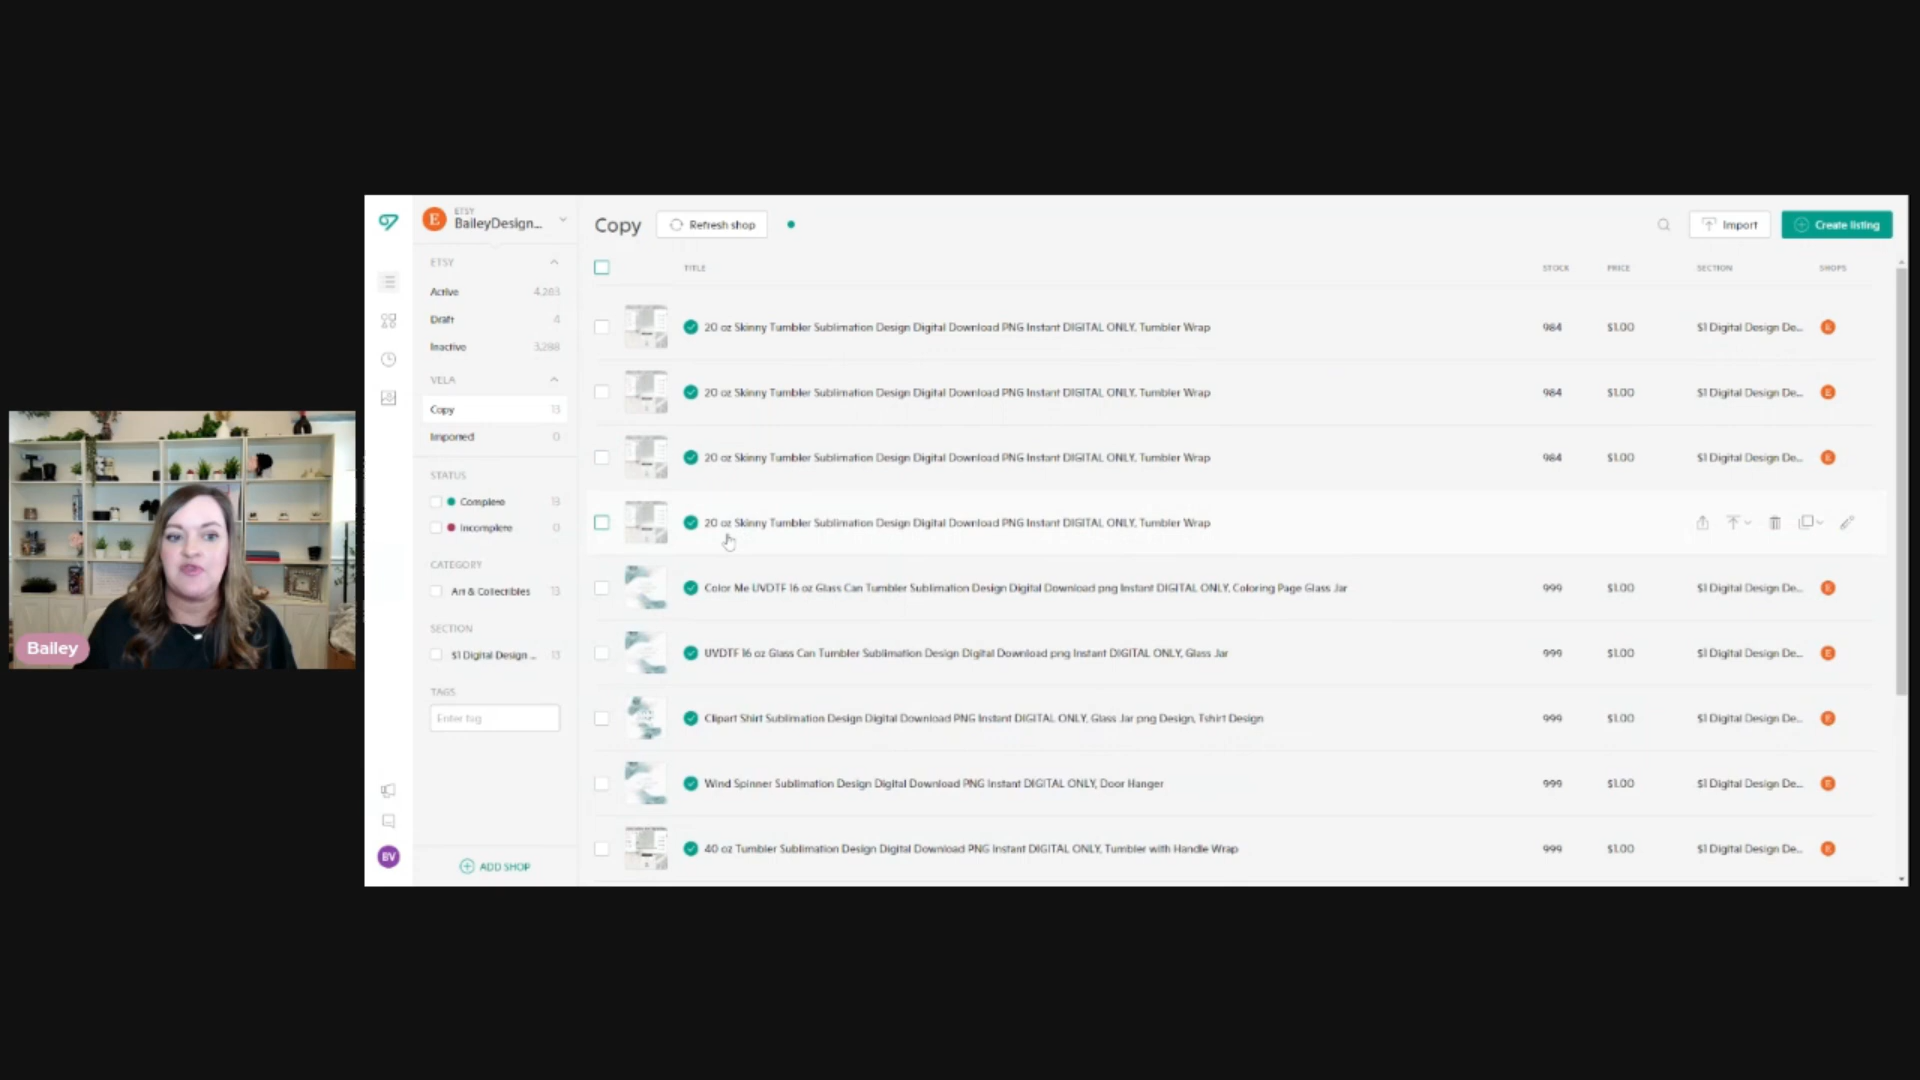 ETSY
BaileyDesign...
ETSY
Active 4,283
Draft 4
Inactive 3,298
VELA
Copy 13
Imported 0
STATUS
Complete 13
Incomplete 0
CATEGORY
Art & Collectibles 13
SECTION
$1 Digital Design ... 13
TAGS
Enter tag
ADD SHOP
BV
Bailey
Copy Refresh shop Import Create listing
TITLE STOCK PRICE SECTION SHOPS
20 oz Skinny Tumbler Sublimation Design Digital Download PNG Instant DIGITAL ONLY, Tumbler Wrap 984 $1.00 $1 Digital Design De... E
20 oz Skinny Tumbler Sublimation Design Digital Download PNG Instant DIGITAL ONLY, Tumbler Wrap 984 $1.00 $1 Digital Design De... E
20 oz Skinny Tumbler Sublimation Design Digital Download PNG Instant DIGITAL ONLY, Tumbler Wrap 984 $1.00 $1 Digital Design De... E
20 oz Skinny Tumbler Sublimation Design Digital Download PNG Instant DIGITAL ONLY, Tumbler Wrap
Color Me UVDTF 16 oz Glass Can Tumbler Sublimation Design Digital Download png Instant DIGITAL ONLY, Coloring Page Glass Jar 999 $1.00 $1 Digital Design De... E
UVDTF 16 oz Glass Can Tumbler Sublimation Design Digital Download png Instant DIGITAL ONLY, Glass Jar 999 $1.00 $1 Digital Design De... E
Clipart Shirt Sublimation Design Digital Download PNG Instant DIGITAL ONLY, Glass Jar png Design, Tshirt Design 999 $1.00 $1 Digital Design De... E
Wind Spinner Sublimation Design Digital Download PNG Instant DIGITAL ONLY, Door Hanger 999 $1.00 $1 Digital Design De... E
40 oz Tumbler Sublimation Design Digital Download PNG Instant DIGITAL ONLY, Tumbler with Handle Wrap 999 $1.00 $1 Digital Design De... E